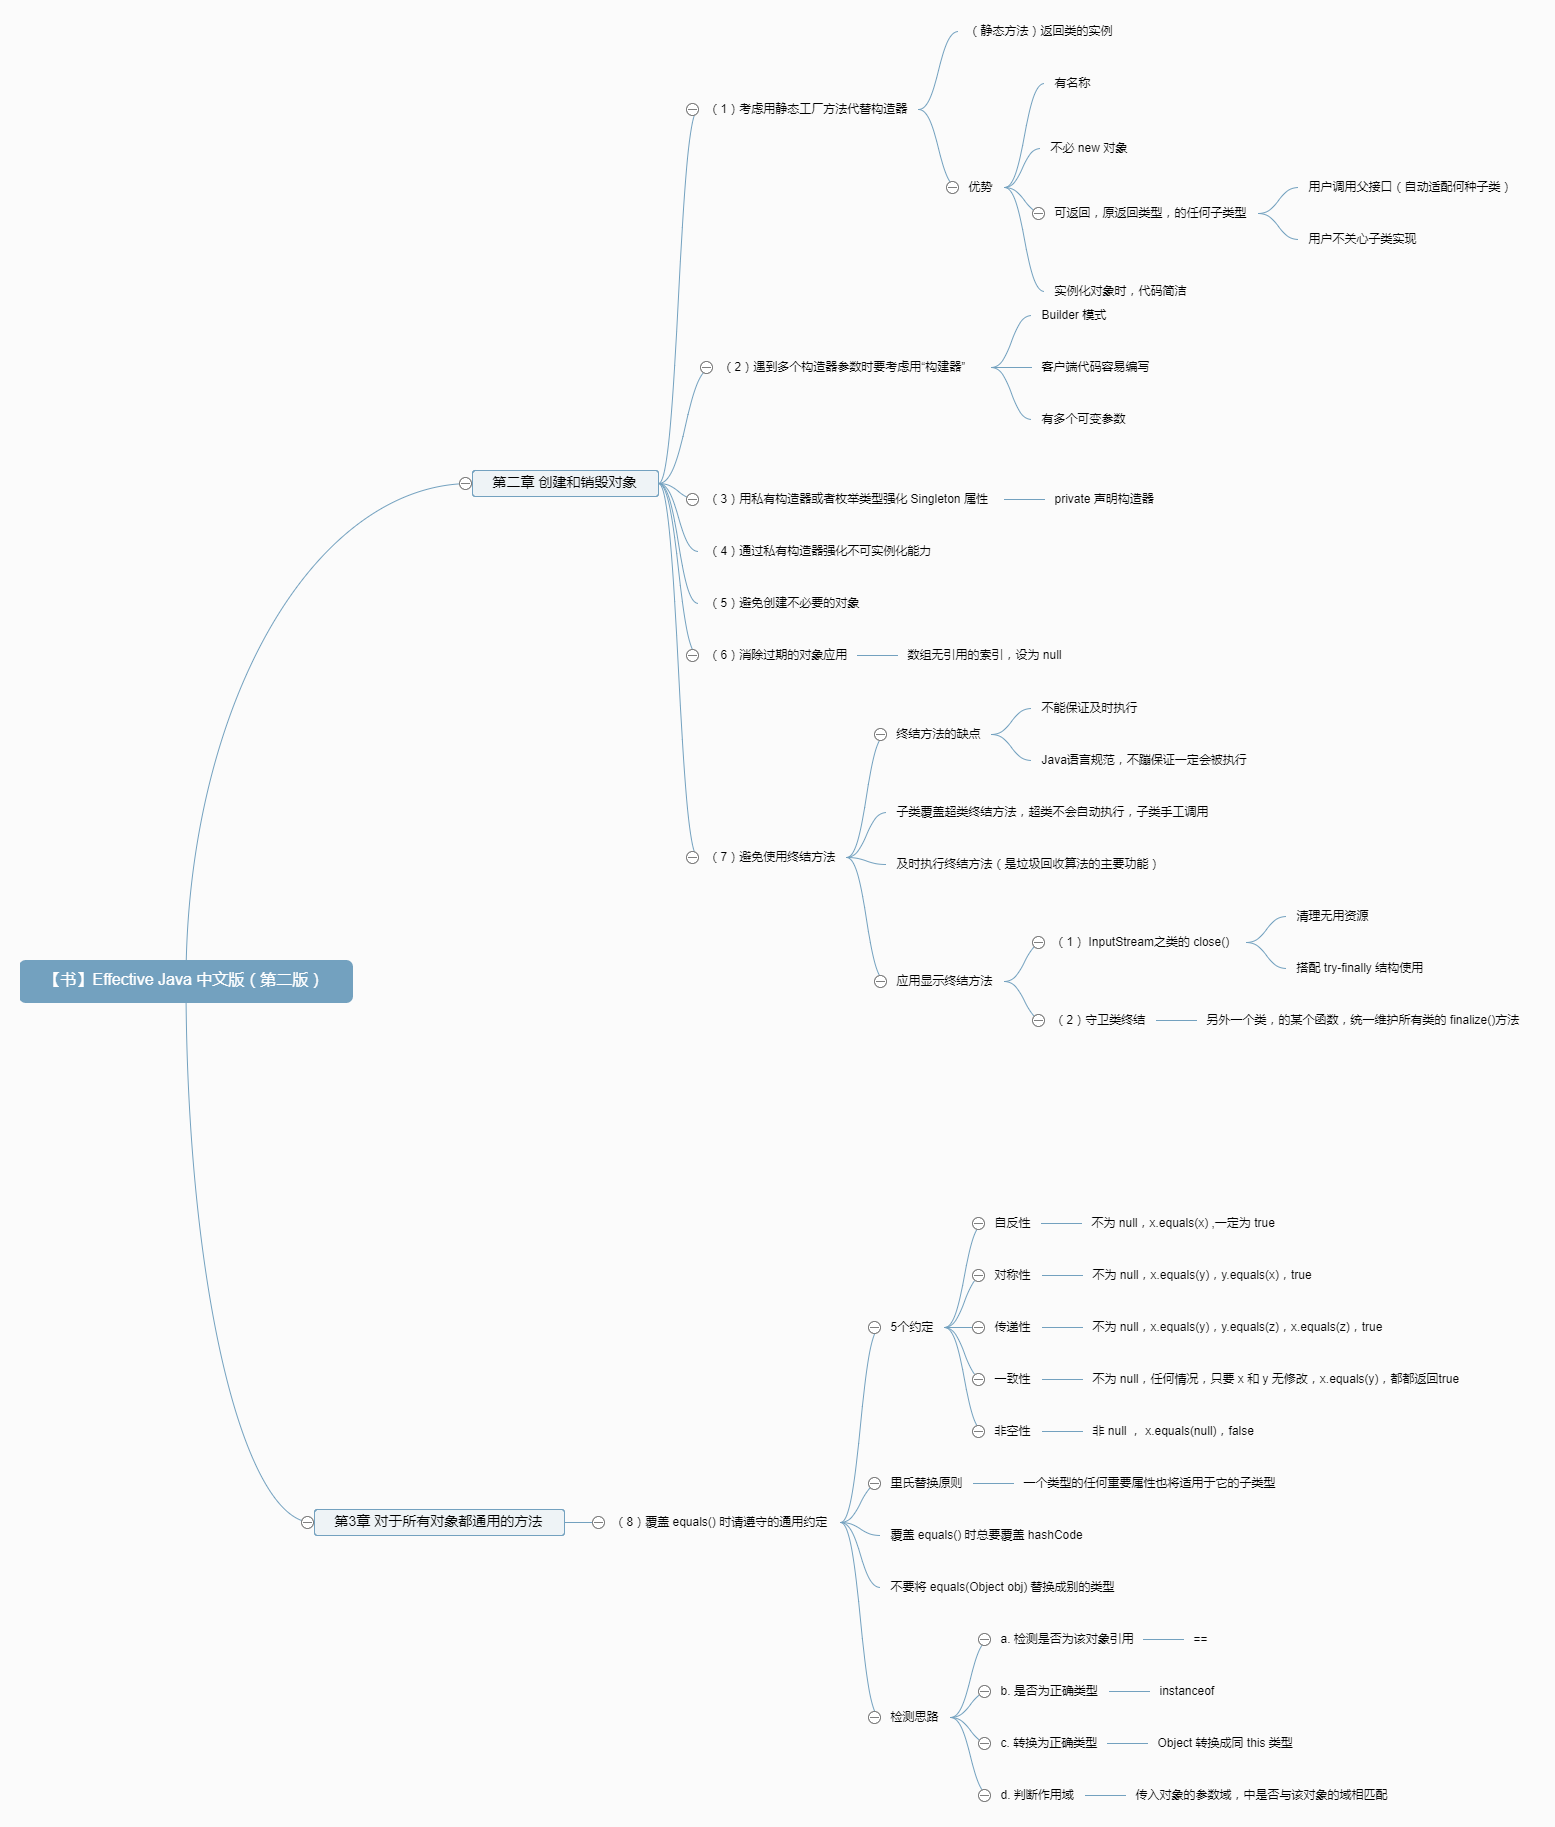 【书】Effective Java 中文版（第二版）
第二章 创建和销毁对象
（1）考虑用静态工厂方法代替构造器
（静态方法）返回类的实例
优势
有名称
不必 new 对象
可返回，原返回类型，的任何子类型
用户调用父接口（自动适配何种子类）
用户不关心子类实现
实例化对象时，代码简洁
（2）遇到多个构造器参数时要考虑用“构建器”
Builder 模式
客户端代码容易编写
有多个可变参数
（3）用私有构造器或者枚举类型强化 Singleton 属性
private 声明构造器
（4）通过私有构造器强化不可实例化能力
（5）避免创建不必要的对象
（6）消除过期的对象应用
数组无引用的索引，设为 null
（7）避免使用终结方法
终结方法的缺点
不能保证及时执行
Java语言规范，不蹦保证一定会被执行
子类覆盖超类终结方法，超类不会自动执行，子类手工调用
及时执行终结方法（是垃圾回收算法的主要功能）
应用显示终结方法
（1） InputStream之类的 close()
清理无用资源
搭配 try-finally 结构使用
（2）守卫类终结
另外一个类，的某个函数，统一维护所有类的 finalize()方法
第3章 对于所有对象都通用的方法
（8）覆盖 equals() 时请遵守的通用约定
5个约定
自反性
不为 null，x.equals(x) ,一定为 true
对称性
不为 null，x.equals(y)，y.equals(x)，true
传递性
不为 null，x.equals(y)，y.equals(z)，x.equals(z)，true
一致性
不为 null，任何情况，只要 x 和 y 无修改，x.equals(y)，都都返回true
非空性
非 null ， x.equals(null)，false
里氏替换原则
一个类型的任何重要属性也将适用于它的子类型
覆盖 equals() 时总要覆盖 hashCode
不要将 equals(Object obj) 替换成别的类型
检测思路
a. 检测是否为该对象引用
==
b. 是否为正确类型
instanceof
c. 转换为正确类型
Object 转换成同 this 类型
d. 判断作用域
传入对象的参数域，中是否与该对象的域相匹配